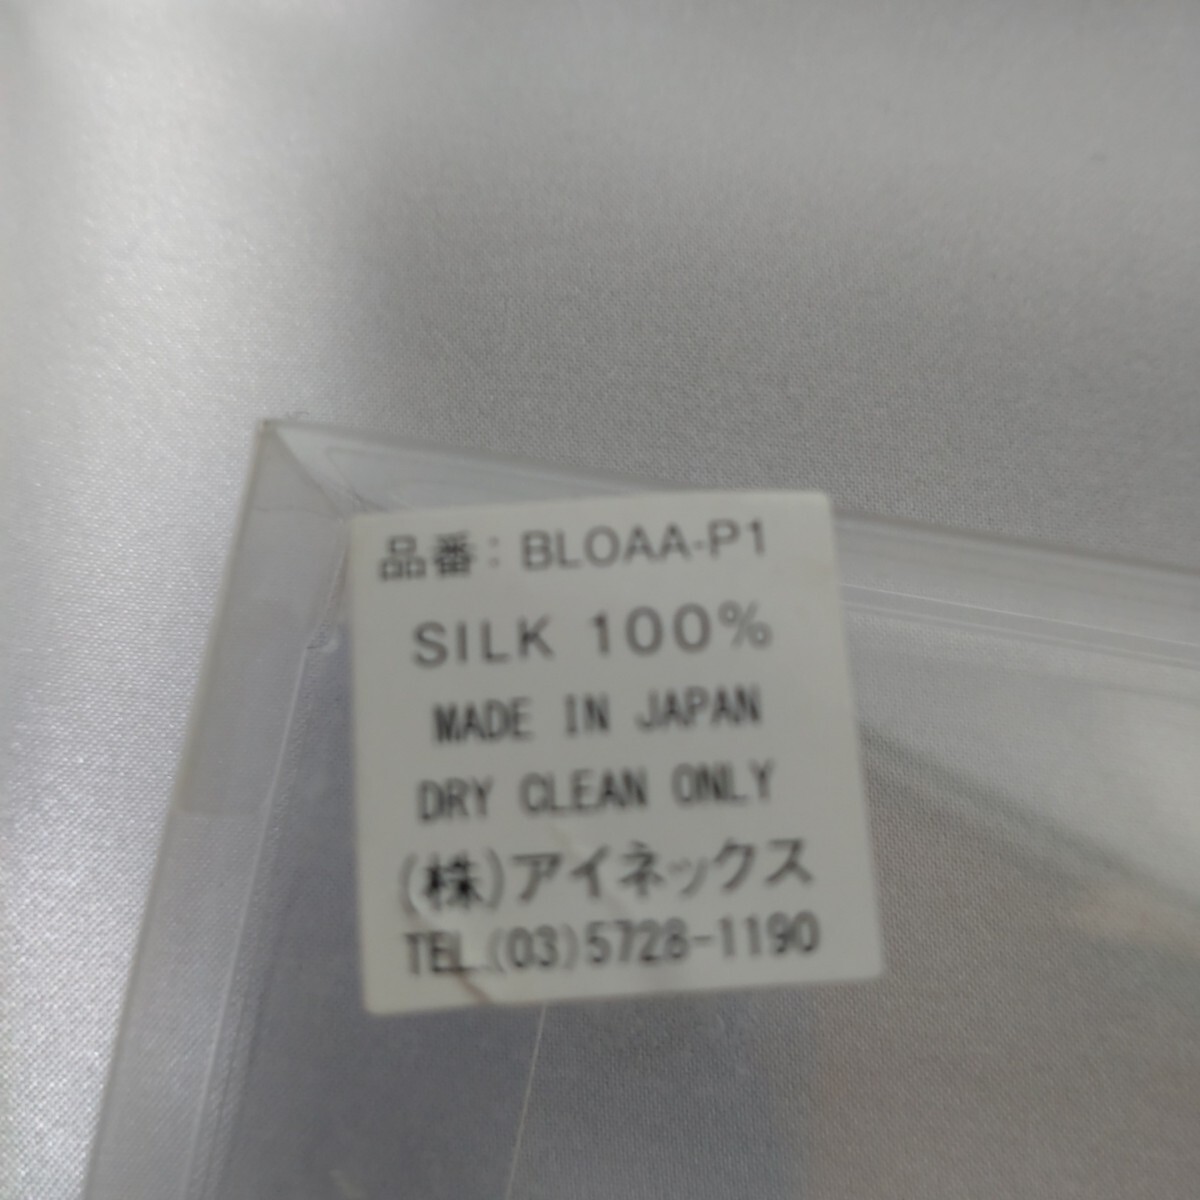 品番: BLOAA-P1
SILK 100%
MADE IN JAPAN
DRY CLEAN ONLY
(株)アイネックス
TEL.(03)5728-1190